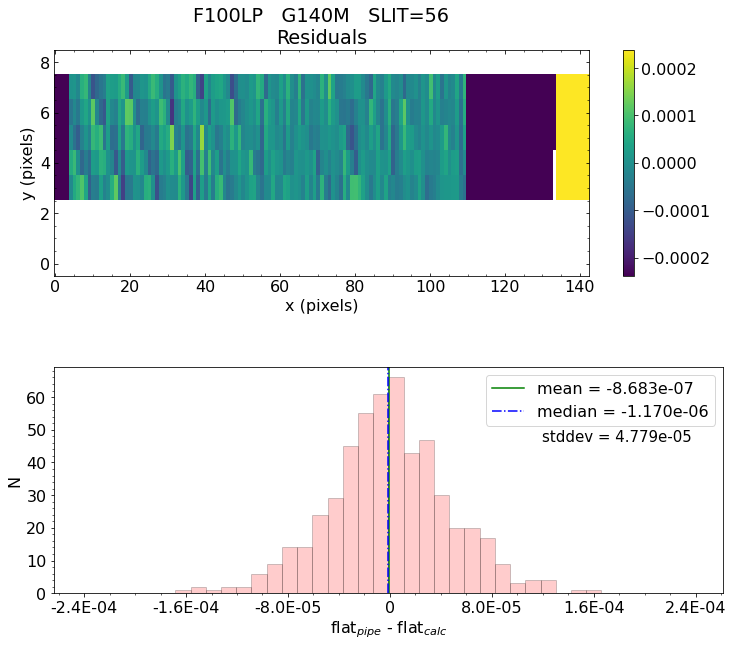 F100LP G140M SLIT=56
Residuals
8
6
4
2
0
y (pixels)
0 20 40 60 80 100 120 140
x (pixels)
0.0002
0.0001
0.0000
−0.0001
−0.0002
mean = -8.683e-07
median = -1.170e-06
stddev = 4.779e-05
60
50
40
30
20
10
0
N
-2.4E-04 -1.6E-04 -8.0E-05 0 8.0E-05 1.6E-04 2.4E-04
flat_pipe - flat_calc